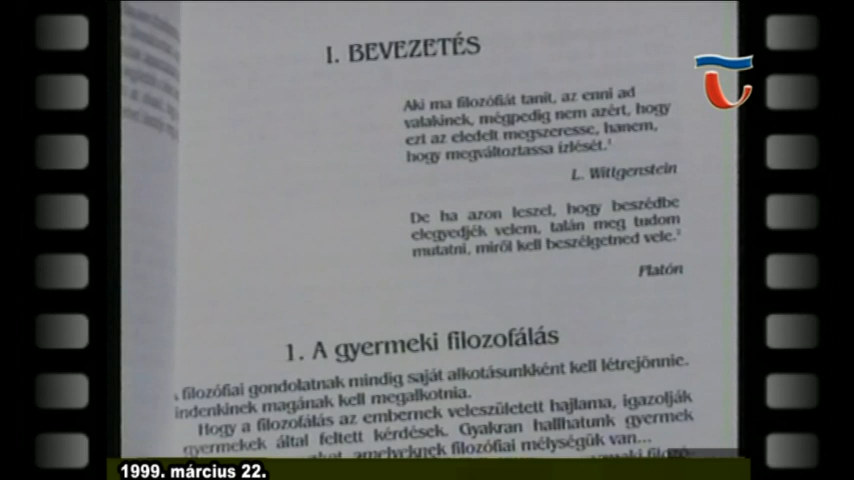 I. BEVEZETÉS
Aki ma filozófiát tanít, az enni ad
valakinek, mégpedig nem azért, hogy
ezt az eledelt megszeresse, hanem,
hogy megváltoztassa ízlését.¹
L. Wittgenstein
De ha azon leszel, hogy beszédbe
elegyedjék velem, talán meg tudom
mutatni, miről kell beszélgetned vele.²
Platón
1. A gyermeki filozofálás
filozófiai gondolatnak mindig saját alkotásunkként kell létrejönnie.
indenkinek magának kell megalkotnia.
Hogy a filozofálás az embernek veleszületett hajlama, igazolják
gyermekek által feltett kérdések. Gyakran hallhatunk gyermek
amelyeknek filozófiai mélységük van...
1999. március 22.